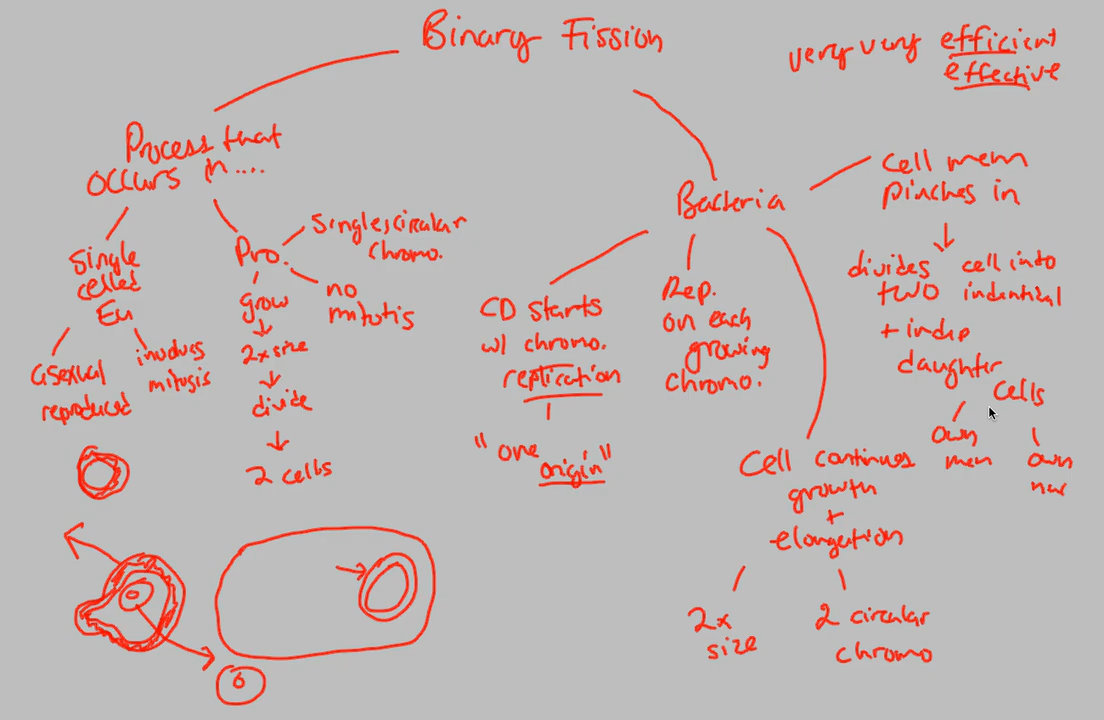 Binary Fission
very very efficient
effective
Process that
occurs in ....
Single
celled
Eu
asexual
reproduced
involves
mitosis
Pro.
Single, circular
chromo.
no
mitotis
grow
↓
2x size
↓
divide
↓
2 cells
Bacteria
CD starts
w/ chromo.
replication
"one
origin"
Rep.
on each
growing
chromo.
Cell continues
growth
+
elongation
2x
size
2 circular
chromo
Cell mem
pinches in
↓
divides cell into
two indentical
+ indep
daughter
cells
own
mem
own